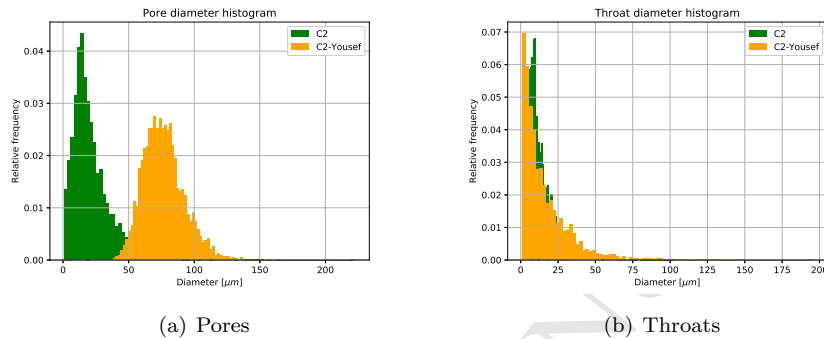 Pore diameter histogram
C2
C2-Yousef
0.04
0.03
0.02
0.01
0.00
Relative frequency
0 50 100 150 200
Diameter [μm]
(a) Pores
Throat diameter histogram
C2
C2-Yousef
0.07
0.06
0.05
0.04
0.03
0.02
0.01
0.00
Relative frequency
0 25 50 75 100 125 150 175 200
Diameter [μm]
(b) Throats